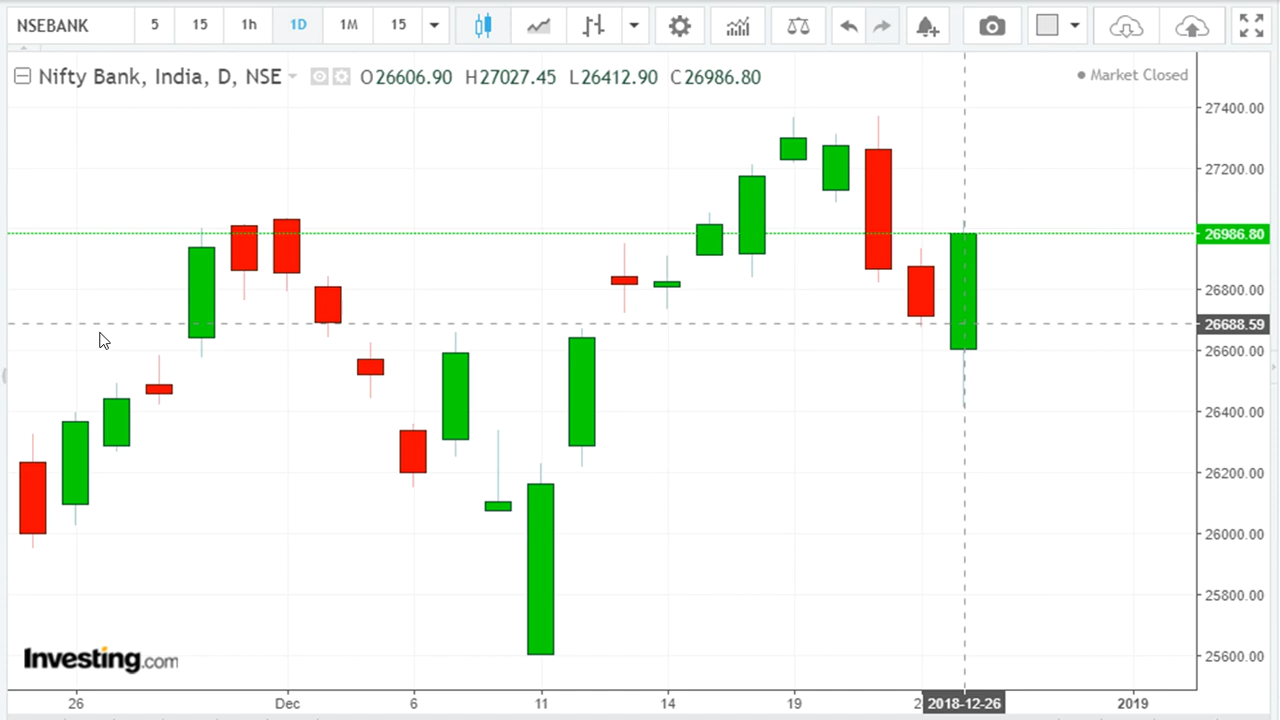 NSEBANK 5 15 1h 1D 1M 15
Nifty Bank, India, D, NSE O26606.90 H27027.45 L26412.90 C26986.80
Market Closed
27400.00
27200.00
26986.80
26800.00
26688.59
26600.00
26400.00
26200.00
26000.00
25800.00
25600.00
Investing.com
26 Dec 6 11 14 19 2 2018-12-26 2019